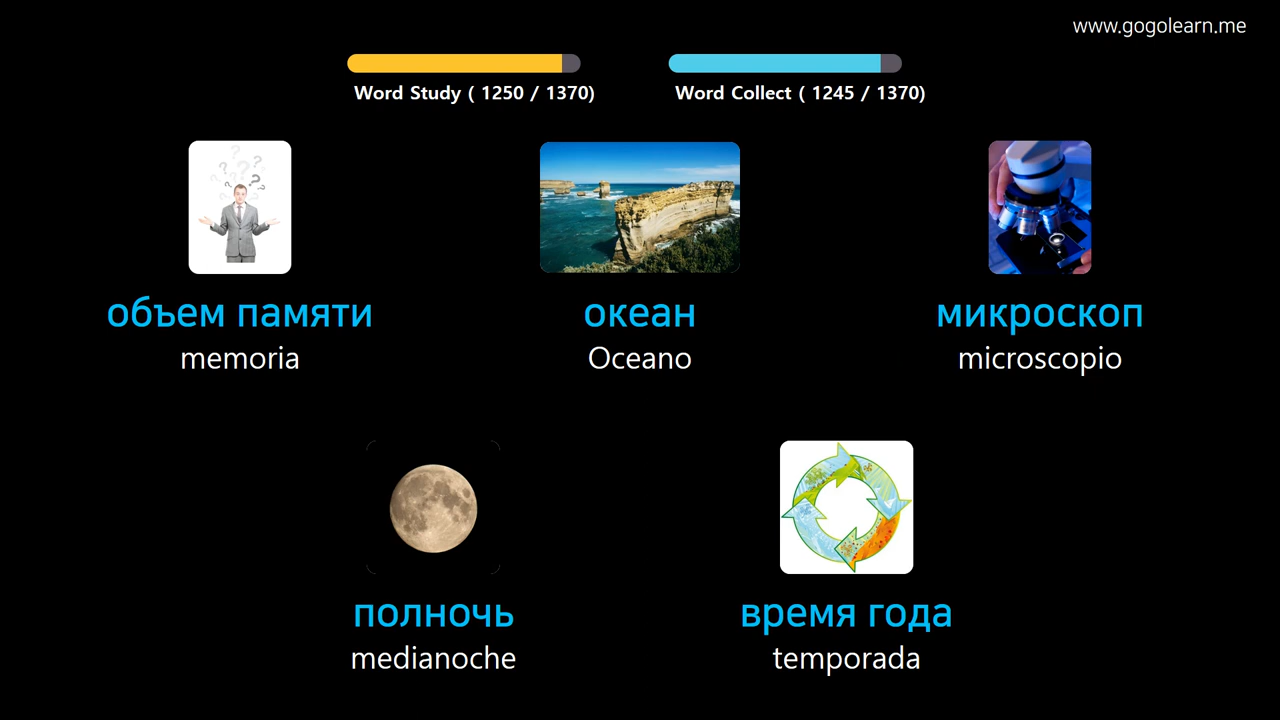 www.gogolearn.me
Word Study ( 1250 / 1370)
Word Collect ( 1245 / 1370)
объем памяти
memoria
океан
Oceano
микроскоп
microscopio
полночь
medianoche
время года
temporada